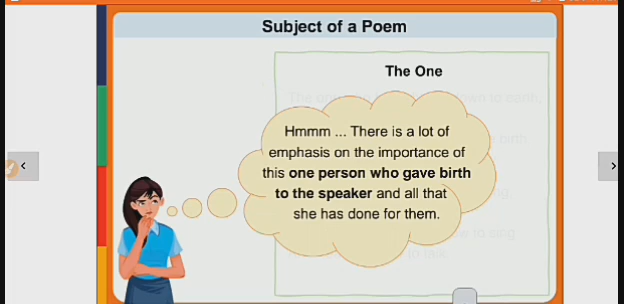 Subject of a Poem
The One
Hmmm ... There is a lot of
emphasis on the importance of
this one person who gave birth
to the speaker and all that
she has done for them.